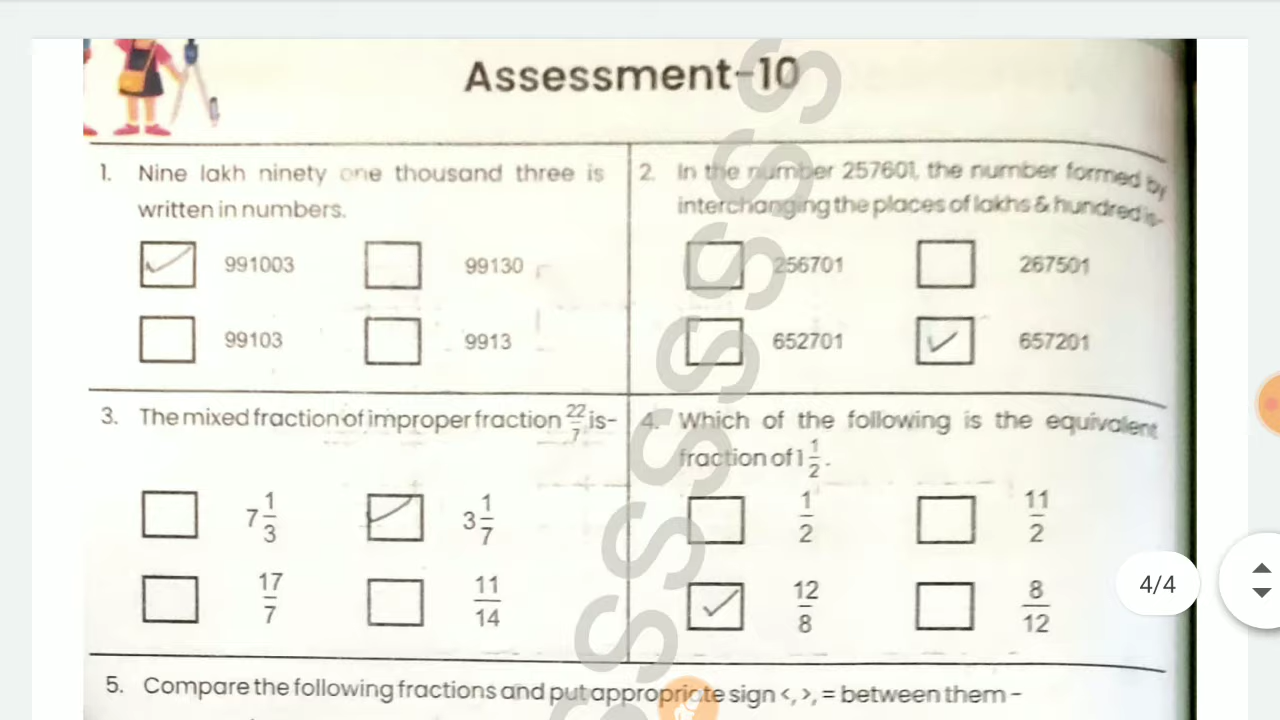 Assessment-10
1. Nine lakh ninety one thousand three is
written in numbers.
991003
99130
99103
9913
2. In the number 257601, the number formed by
interchanging the places of lakhs & hundred is-
256701
267501
652701
657201
3. The mixed fraction of improper fraction 22/7 is-
7 1/3
3 1/7
17/7
11/14
4. Which of the following is the equivalent
fraction of 1 1/2.
1/2
11/2
12/8
8/12
4/4
5. Compare the following fractions and put appropriate sign <, >, = between them -
SSSSSSS